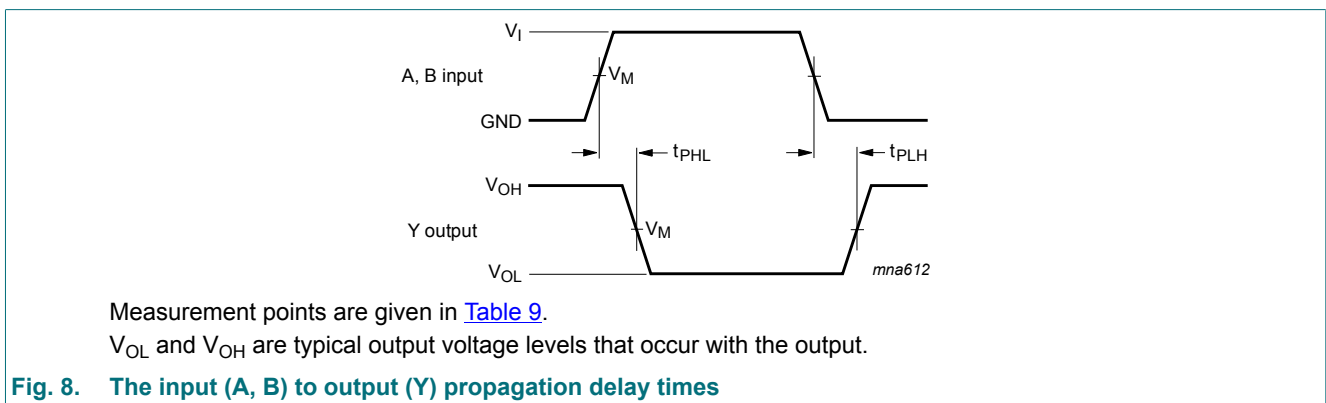 V_I
A, B input
V_M
GND
t_PHL
t_PLH
V_OH
Y output
V_M
V_OL
mna612
Measurement points are given in Table 9.
V_OL and V_OH are typical output voltage levels that occur with the output.
Fig. 8. The input (A, B) to output (Y) propagation delay times